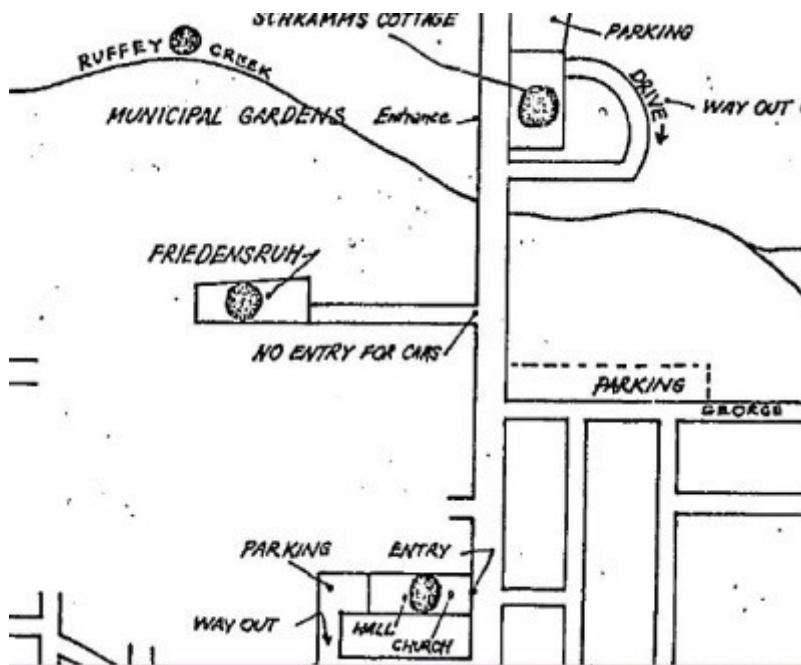 SCHRAMMS COTTAGE
PARKING
RUFFEY CREEK
DRIVE
WAY OUT
MUNICIPAL GARDENS Entrance
FRIEDENSRUH
NO ENTRY FOR CARS
PARKING
GEORGE
PARKING
ENTRY
WAY OUT
HALL
CHURCH